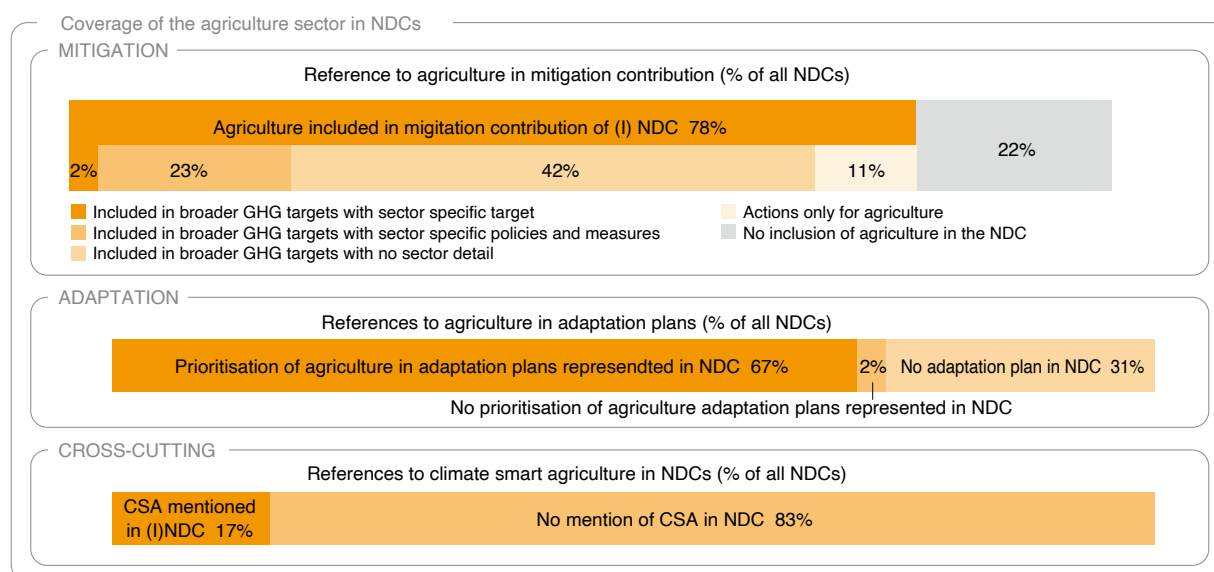 Coverage of the agriculture sector in NDCs
MITIGATION
Reference to agriculture in mitigation contribution (% of all NDCs)
Agriculture included in migitation contribution of (I) NDC 78%
22%
2%
23%
42%
11%
Included in broader GHG targets with sector specific target
Included in broader GHG targets with sector specific policies and measures
Included in broader GHG targets with no sector detail
Actions only for agriculture
No inclusion of agriculture in the NDC
ADAPTATION
References to agriculture in adaptation plans (% of all NDCs)
Prioritisation of agriculture in adaptation plans represendted in NDC 67%
2%
No adaptation plan in NDC 31%
No prioritisation of agriculture adaptation plans represented in NDC
CROSS-CUTTING
References to climate smart agriculture in NDCs (% of all NDCs)
CSA mentioned
in (I)NDC 17%
No mention of CSA in NDC 83%